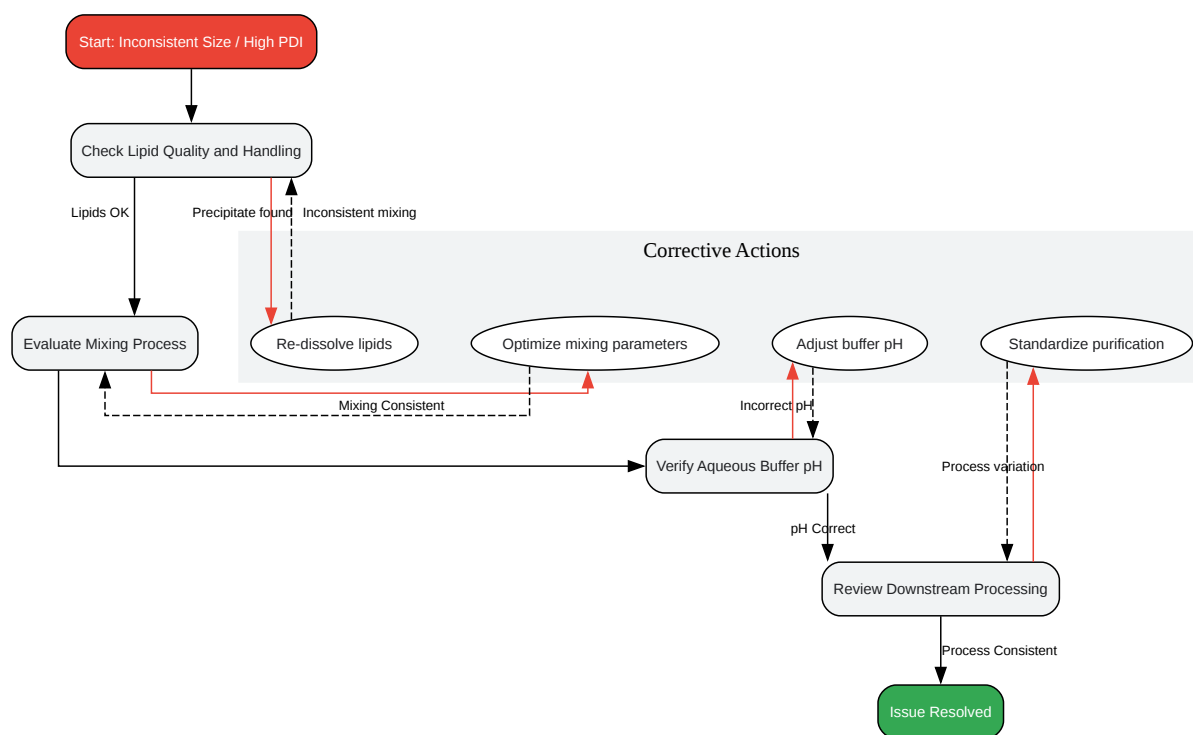 Start: Inconsistent Size / High PDI
Check Lipid Quality and Handling
Lipids OK
Precipitate found
Inconsistent mixing
Corrective Actions
Evaluate Mixing Process
Re-dissolve lipids
Optimize mixing parameters
Adjust buffer pH
Standardize purification
Mixing Consistent
Incorrect pH
Verify Aqueous Buffer pH
Process variation
pH Correct
Review Downstream Processing
Process Consistent
Issue Resolved